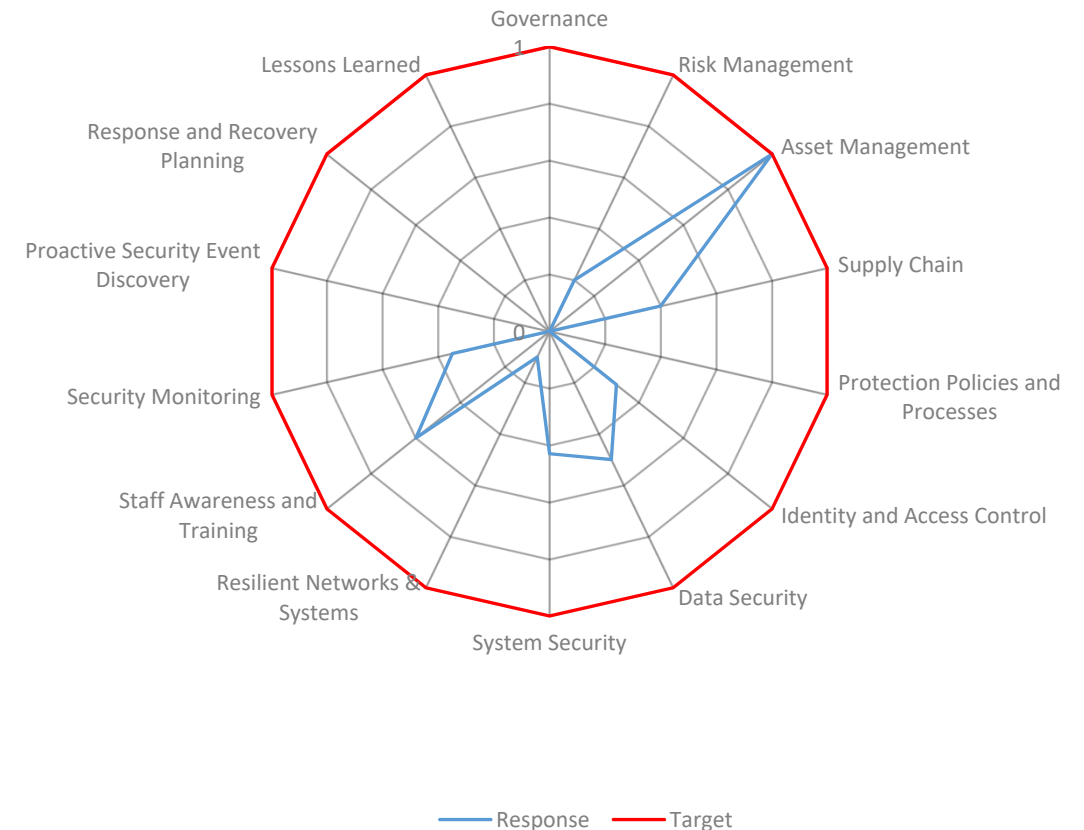 Governance
1
Lessons Learned
Risk Management
Response and Recovery
Planning
Asset Management
Proactive Security Event
Discovery
Supply Chain
0
Security Monitoring
Protection Policies and
Processes
Staff Awareness and
Training
Identity and Access Control
Resilient Networks &
Systems
Data Security
System Security
Response
Target